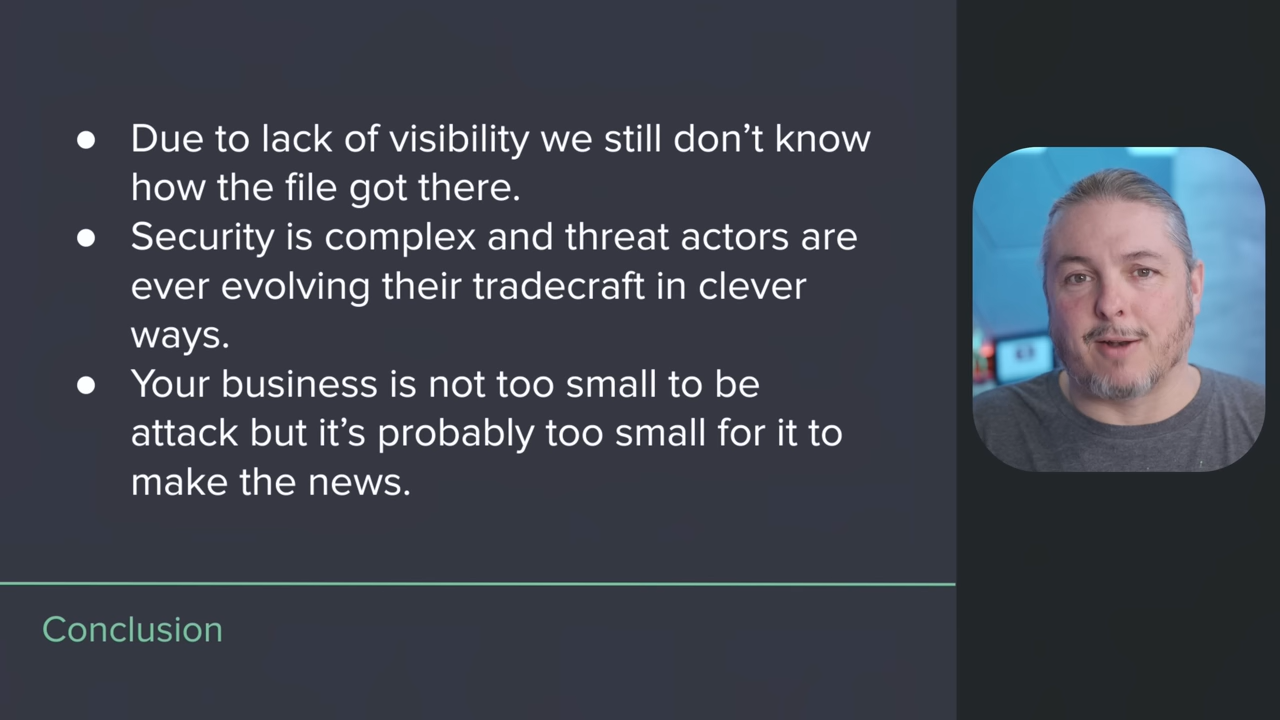 ● Due to lack of visibility we still don’t know
how the file got there.
● Security is complex and threat actors are
ever evolving their tradecraft in clever
ways.
● Your business is not too small to be
attack but it’s probably too small for it to
make the news.
Conclusion